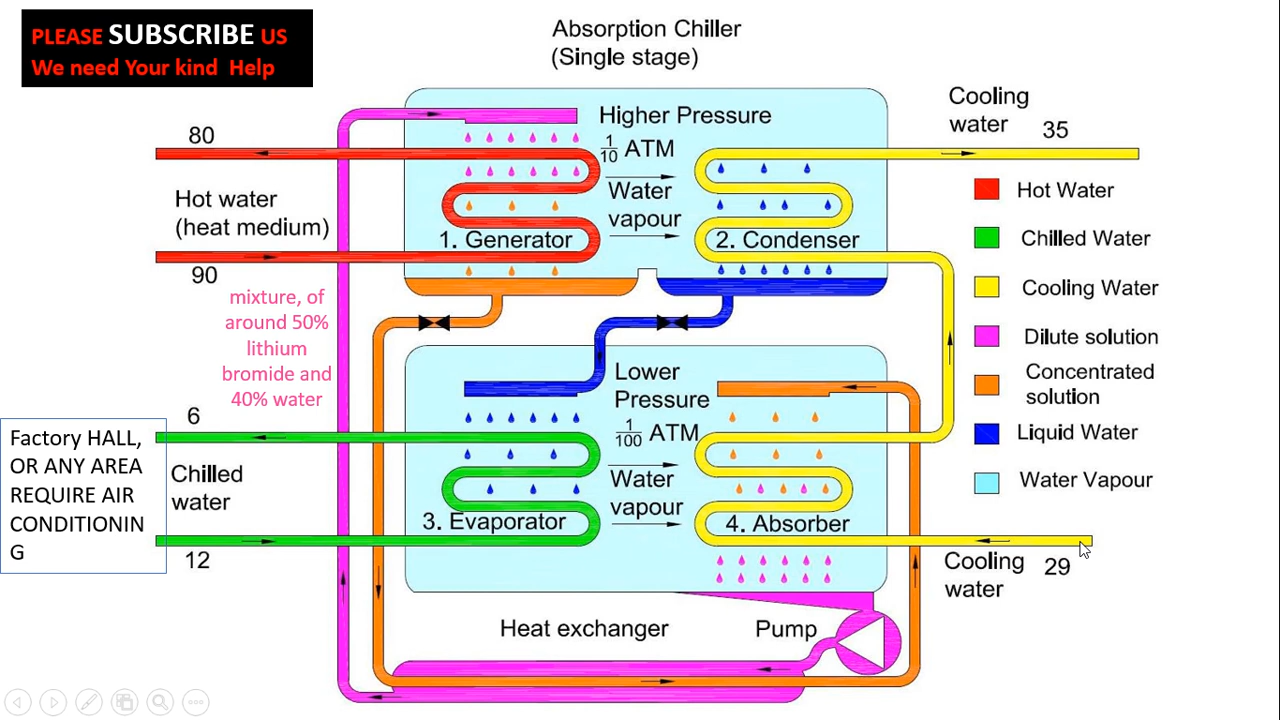 PLEASE SUBSCRIBE US
We need Your kind Help
Absorption Chiller
(Single stage)
Higher Pressure
1/10 ATM
Water
vapour
1. Generator
2. Condenser
Cooling
water
35
80
Hot water
(heat medium)
90
mixture, of
around 50%
lithium
bromide and
40% water
Hot Water
Chilled Water
Cooling Water
Dilute solution
Concentrated
solution
Liquid Water
Water Vapour
Lower
Pressure
1/100 ATM
Water
vapour
3. Evaporator
4. Absorber
6
Factory HALL,
OR ANY AREA
REQUIRE AIR
CONDITIONIN
G
Chilled
water
12
Cooling
water
29
Heat exchanger
Pump